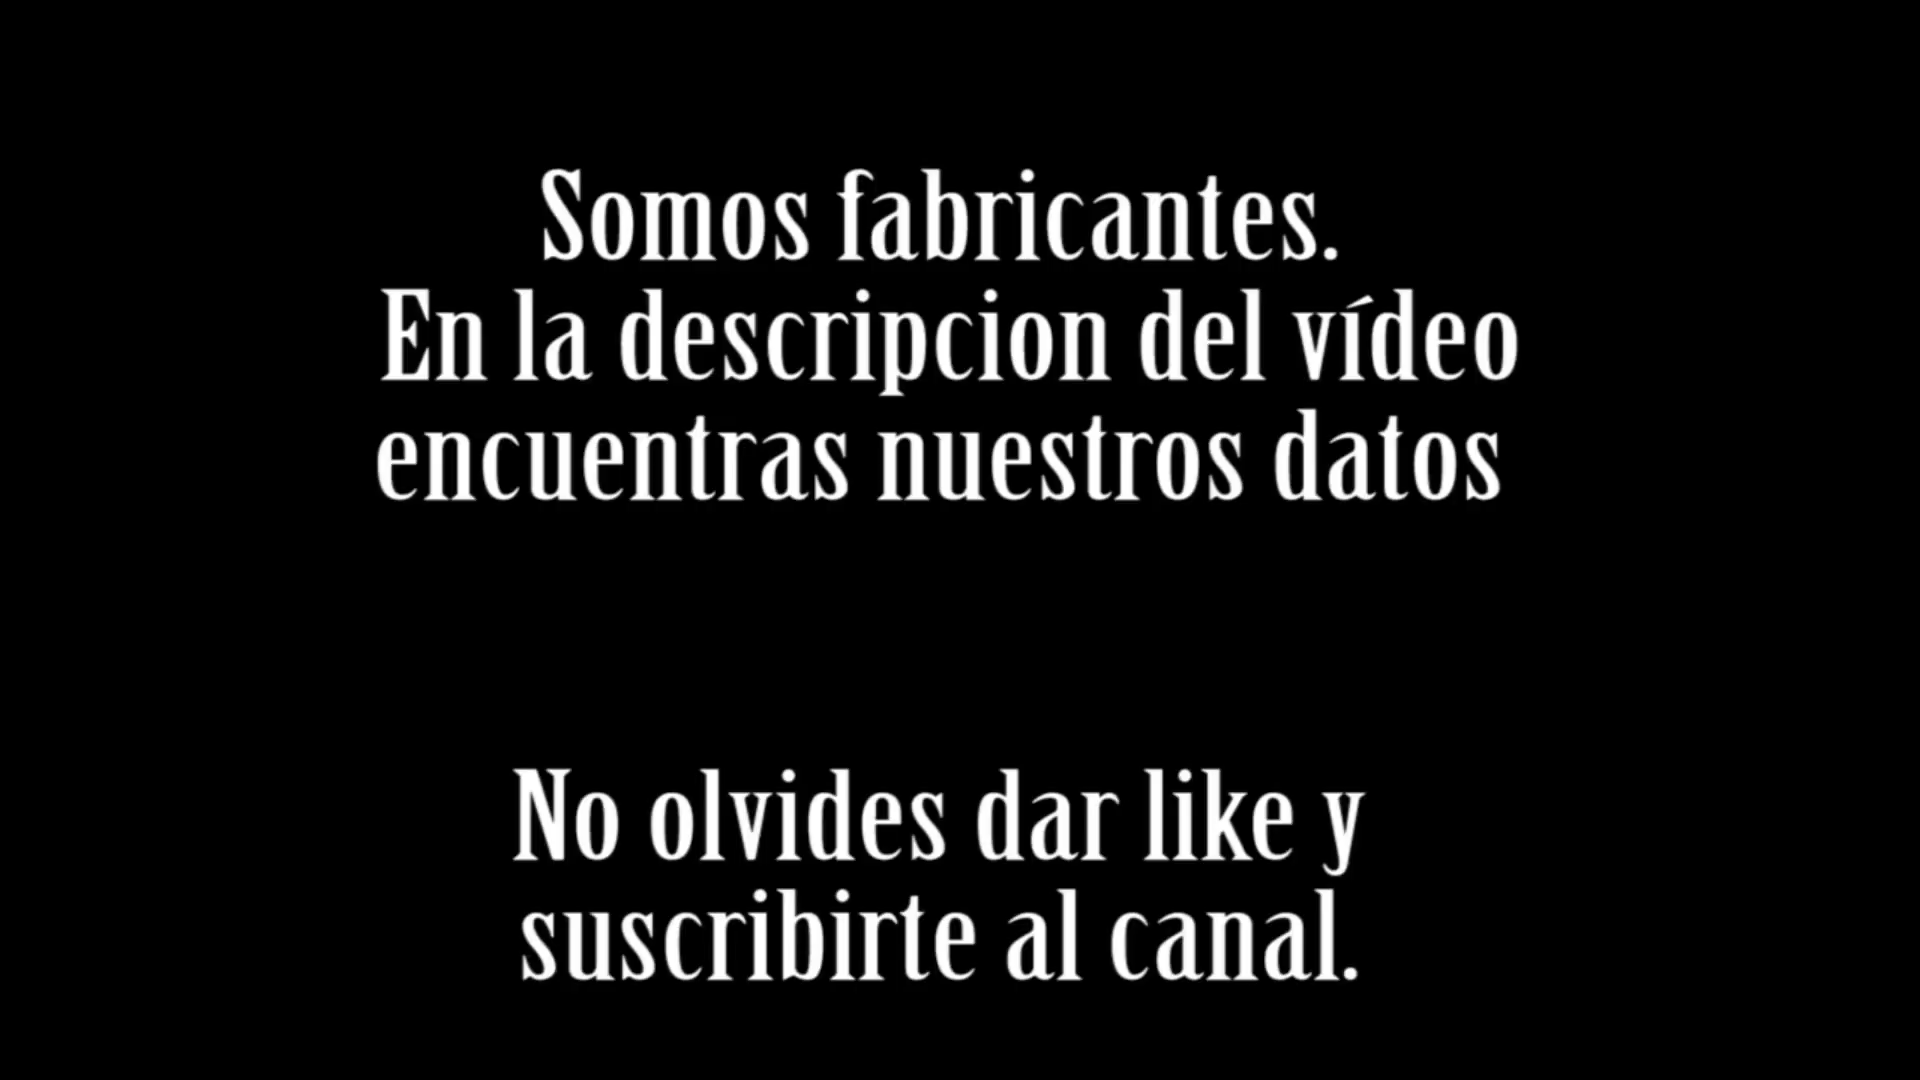 Somos fabricantes.
En la descripcion del vídeo
encuentras nuestros datos
No olvides dar like y
suscribirte al canal.